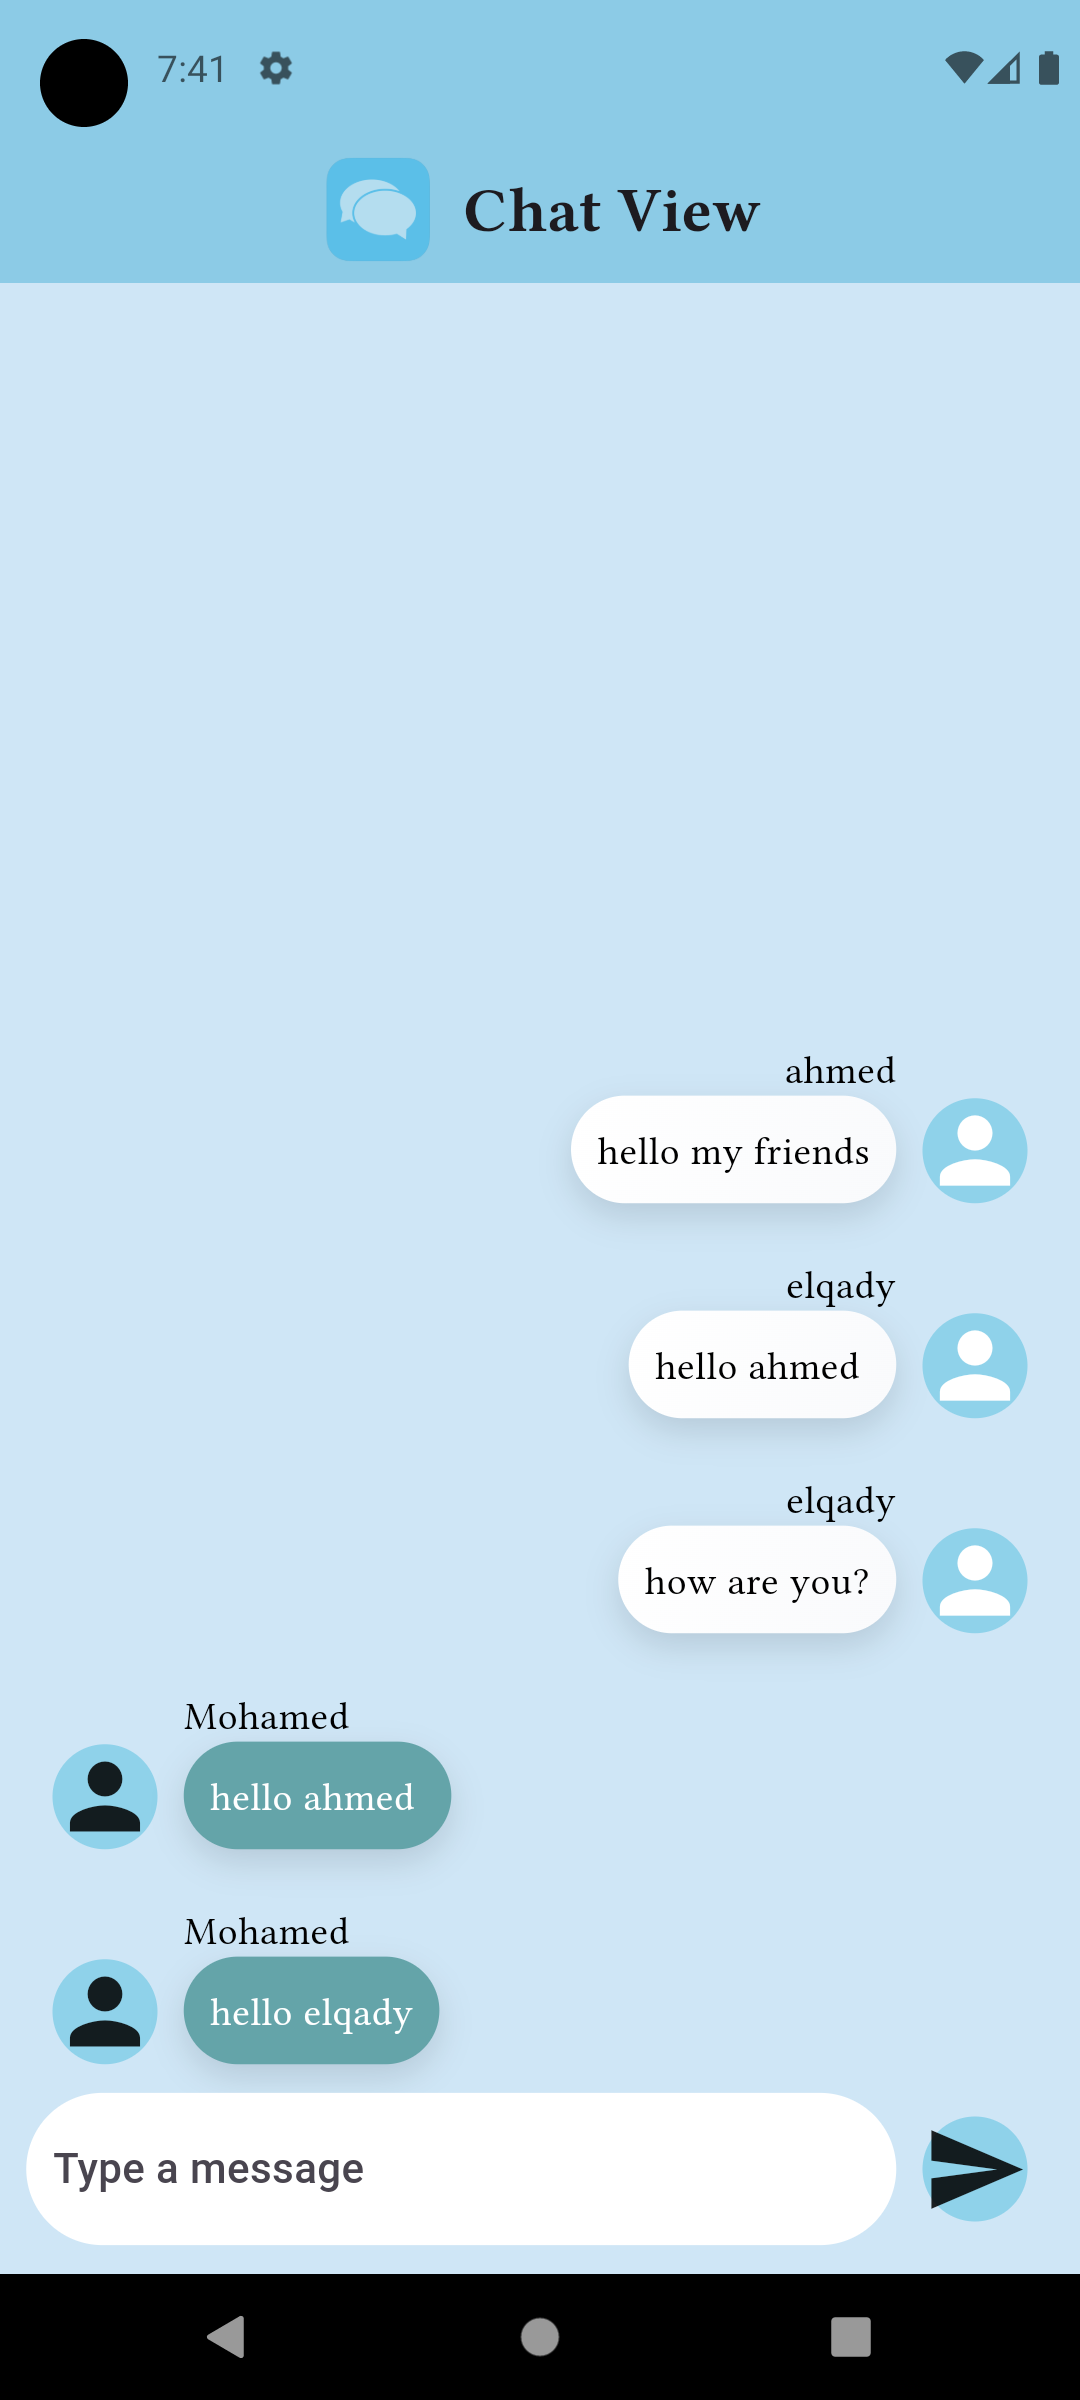 7:41
Chat View
ahmed
hello my friends
elqady
hello ahmed
elqady
how are you?
Mohamed
hello ahmed
Mohamed
hello elqady
Type a message